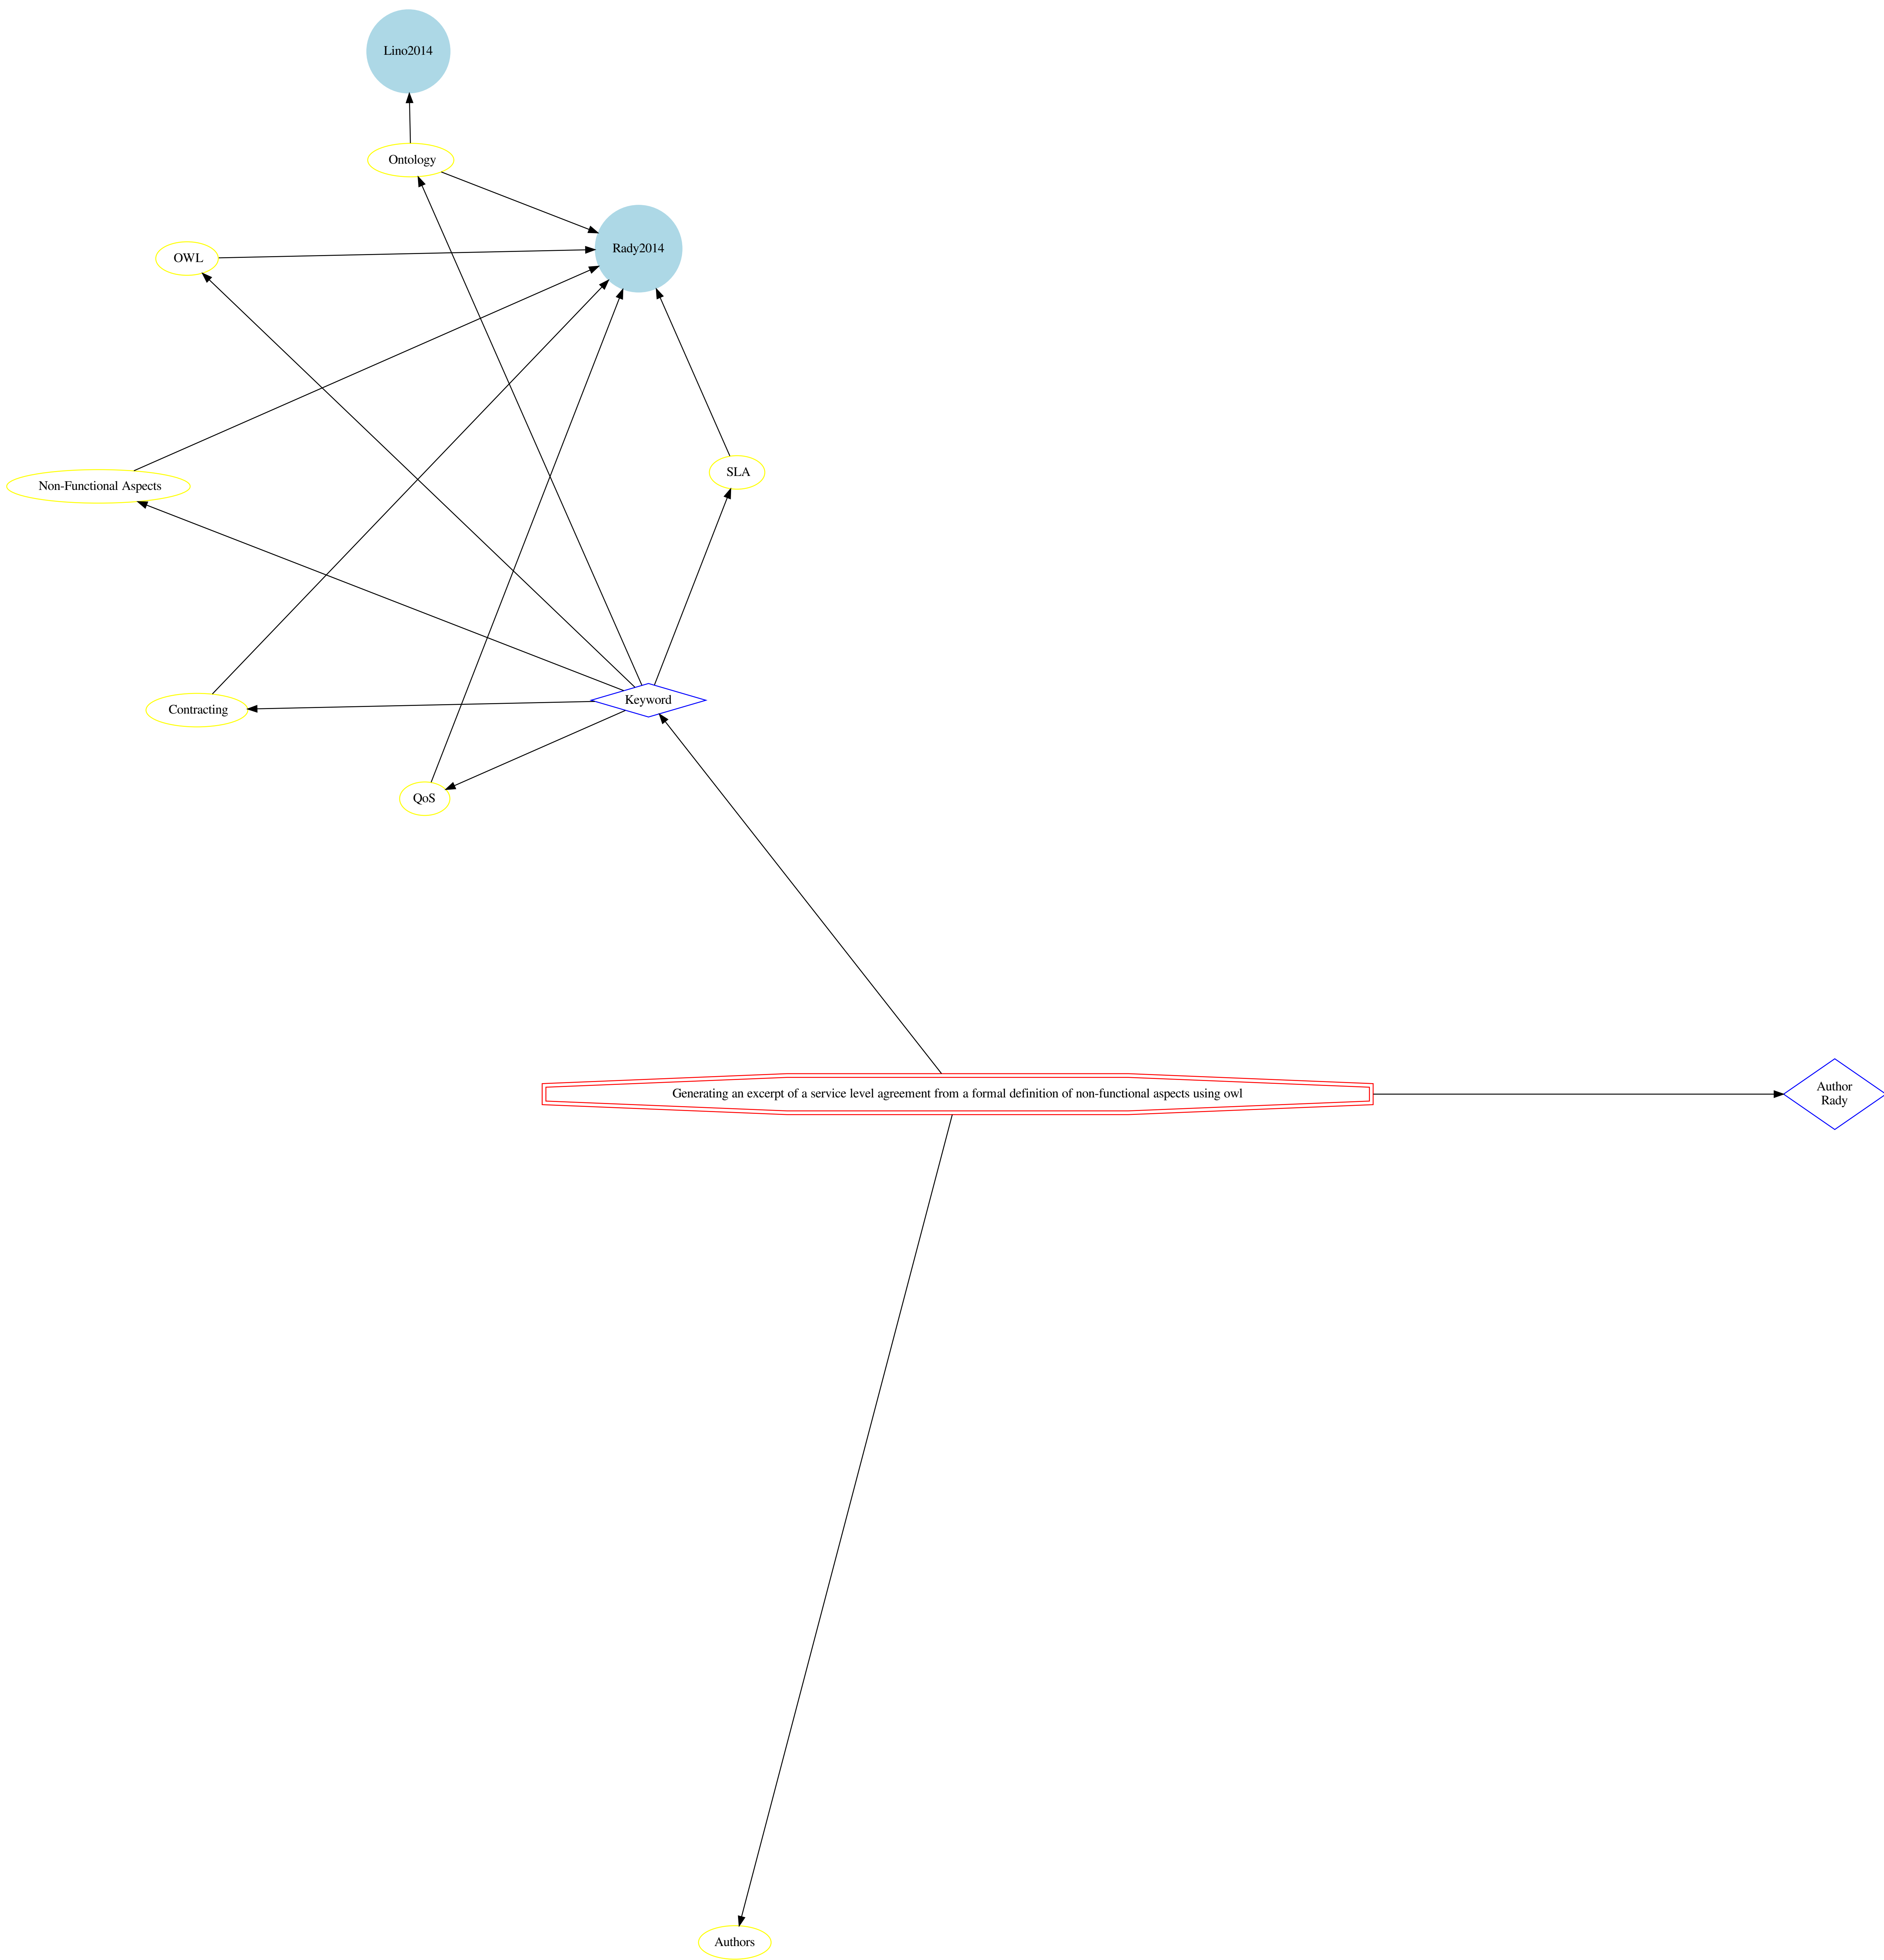 Lino2014
Ontology
Rady2014
OWL
SLA
Non-Functional Aspects
Keyword
Contracting
QoS
Author
Rady
Generating an excerpt of a service level agreement from a formal definition of non-functional aspects using owl
Authors